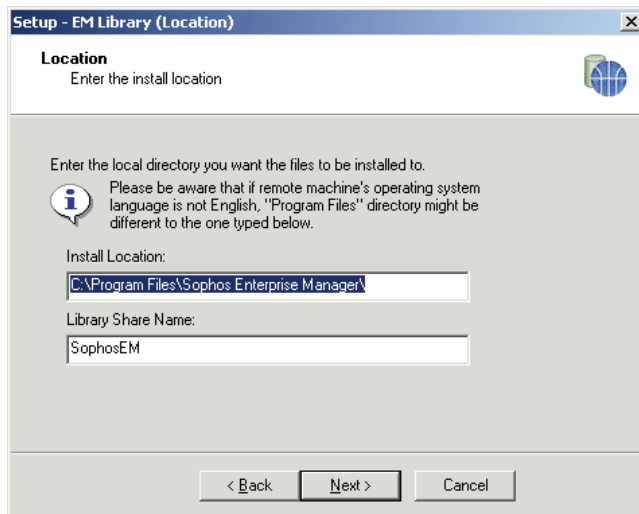 Setup - EM Library (Location)
Location
Enter the install location
Enter the local directory you want the files to be installed to.
Please be aware that if remote machine's operating system
language is not English, "Program Files" directory might be
different to the one typed below.
Install Location:
C:\Program Files\Sophos Enterprise Manager\
Library Share Name:
SophosEM
< Back
Next >
Cancel